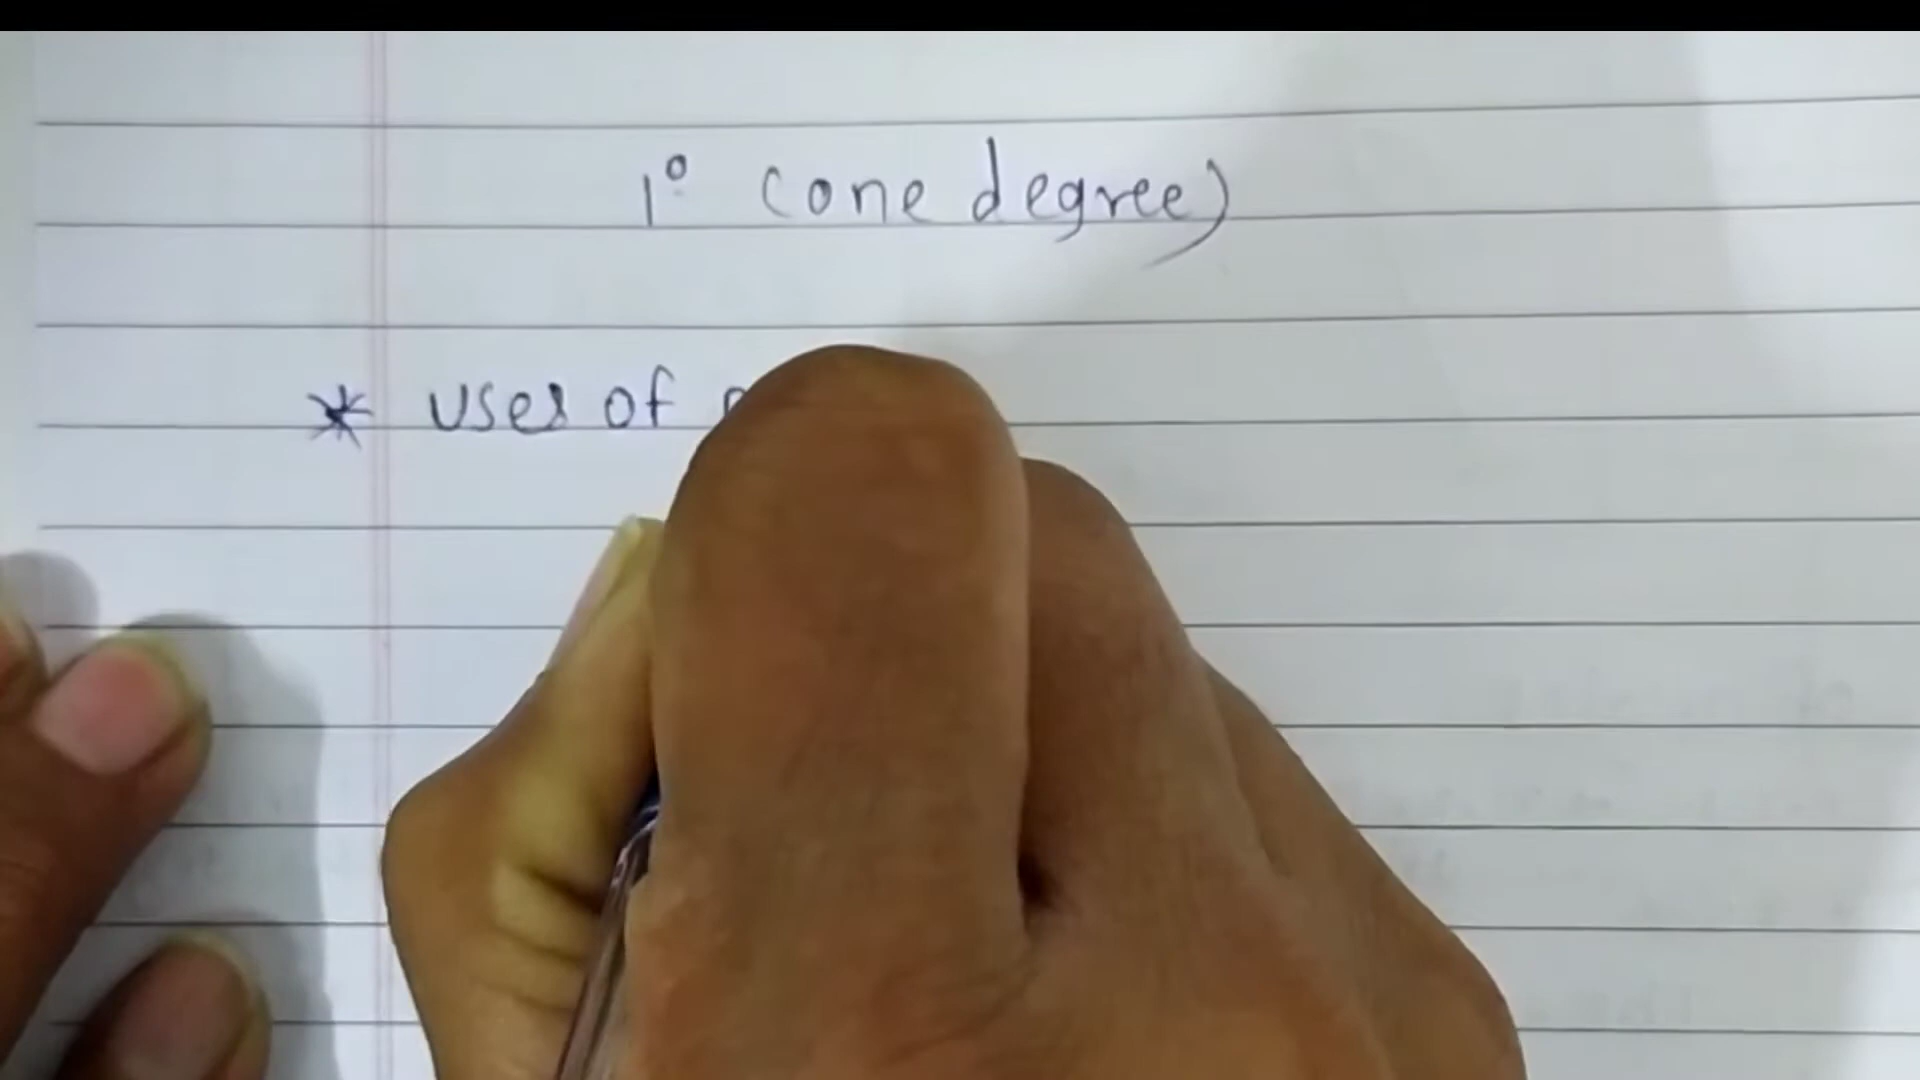 1° (one degree)
* uses of